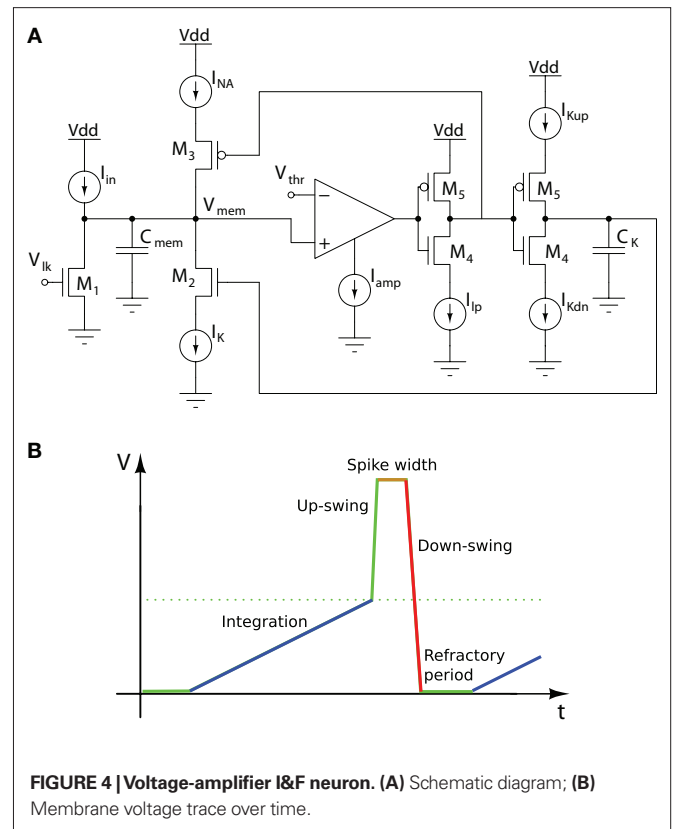 A
Vdd
I_NA
M_3
Vdd
I_in
V_mem
C_mem
V_lk
M_1
M_2
I_K
V_thr
−
+
I_amp
Vdd
M_5
M_4
I_Ip
Vdd
I_Kup
M_5
M_4
C_K
I_Kdn
B
V
Spike width
Up-swing
Down-swing
Integration
Refractory
period
t
FIGURE 4 | Voltage-amplifier I&F neuron. (A) Schematic diagram; (B)
Membrane voltage trace over time.